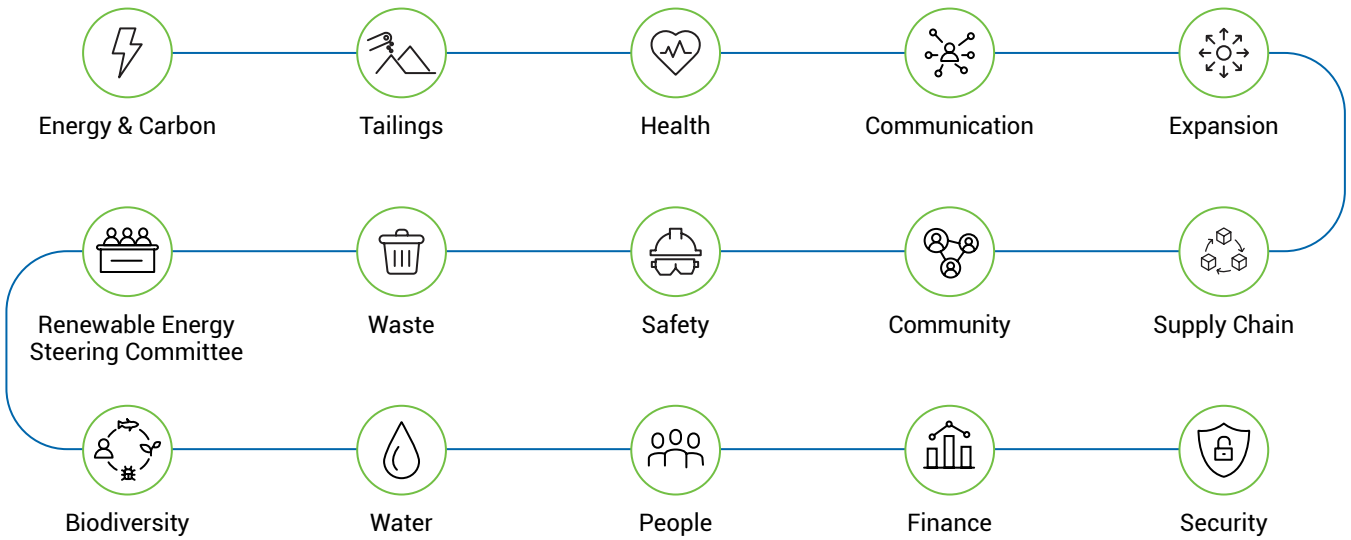 Energy & Carbon
Tailings
Health
Communication
Expansion
Renewable Energy
Steering Committee
Waste
Safety
Community
Supply Chain
Biodiversity
Water
People
Finance
Security